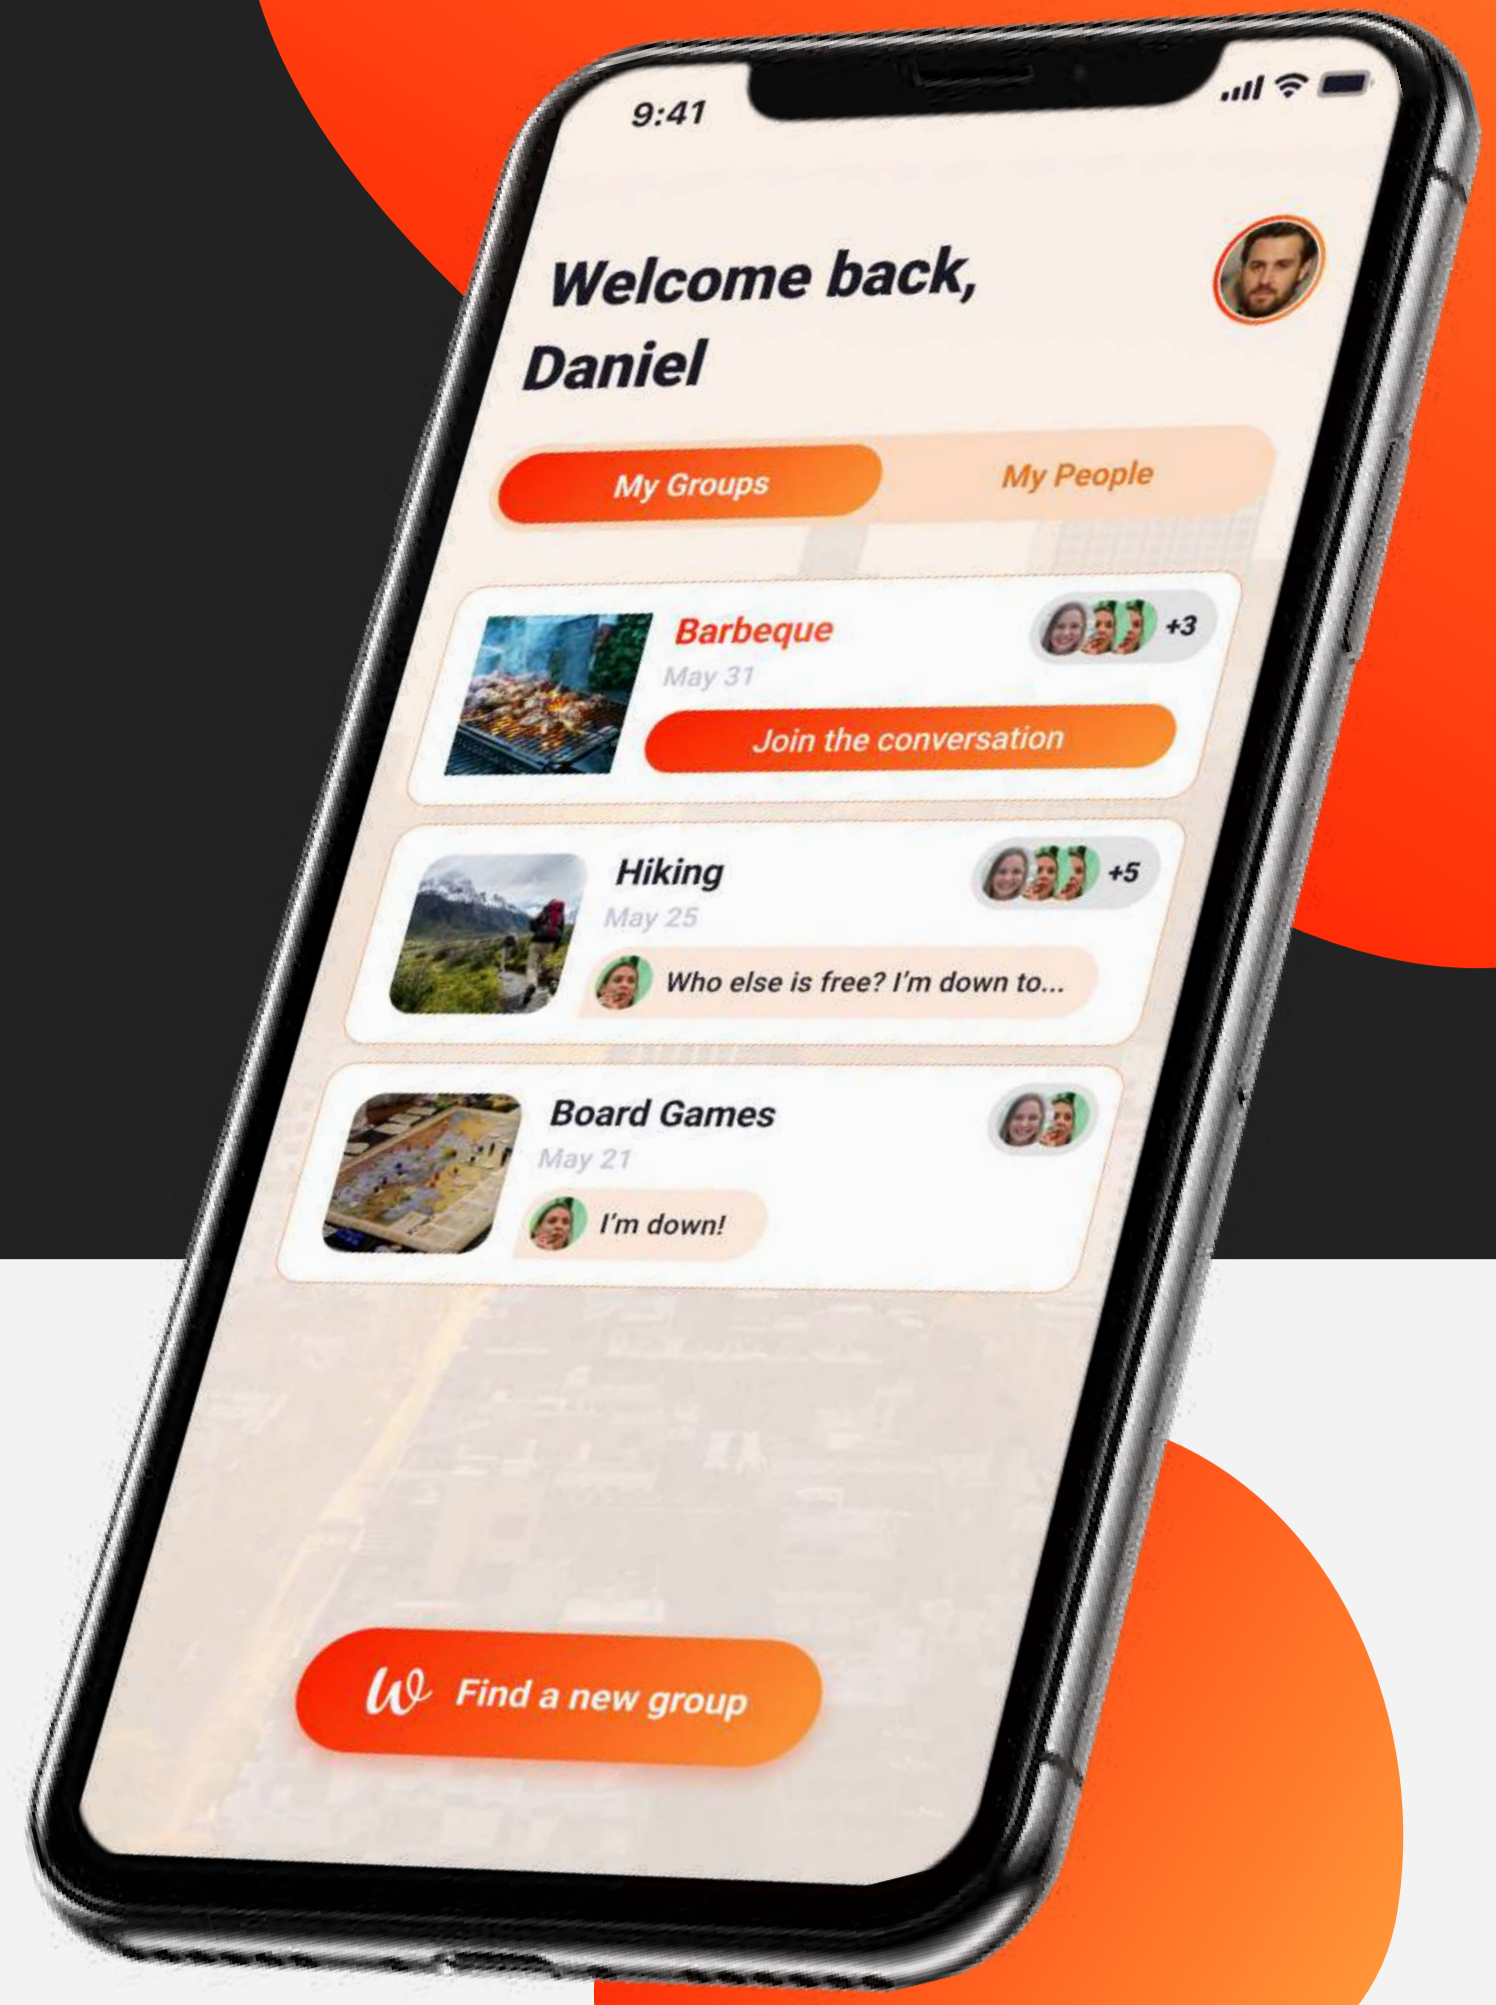 9:41
Welcome back,
Daniel
My Groups
My People
Barbeque
+3
May 31
Join the conversation
Hiking
+5
May 25
Who else is free? I'm down to...
Board Games
May 21
I'm down!
W Find a new group